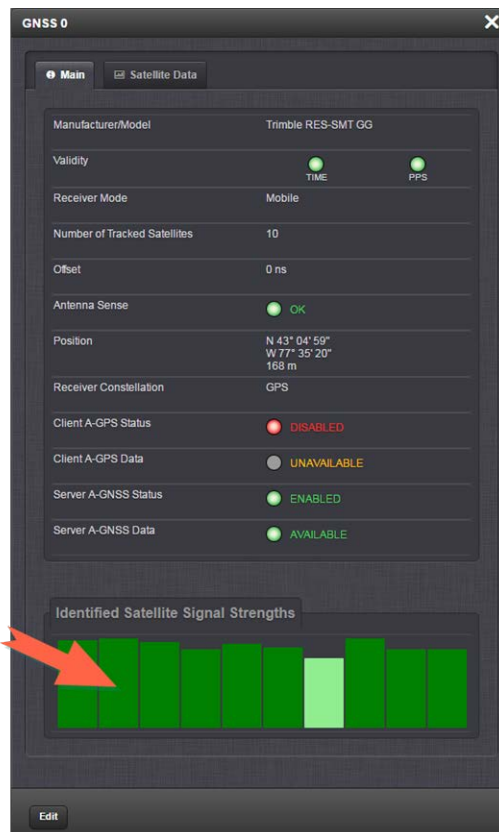 GNSS 0
Main Satellite Data
Manufacturer/Model Trimble RES-SMT GG
Validity TIME PPS
Receiver Mode Mobile
Number of Tracked Satellites 10
Offset 0 ns
Antenna Sense OK
Position N 43° 04' 59"
W 77° 35' 20"
168 m
Receiver Constellation GPS
Client A-GPS Status DISABLED
Client A-GPS Data UNAVAILABLE
Server A-GNSS Status ENABLED
Server A-GNSS Data AVAILABLE
Identified Satellite Signal Strengths
Edit